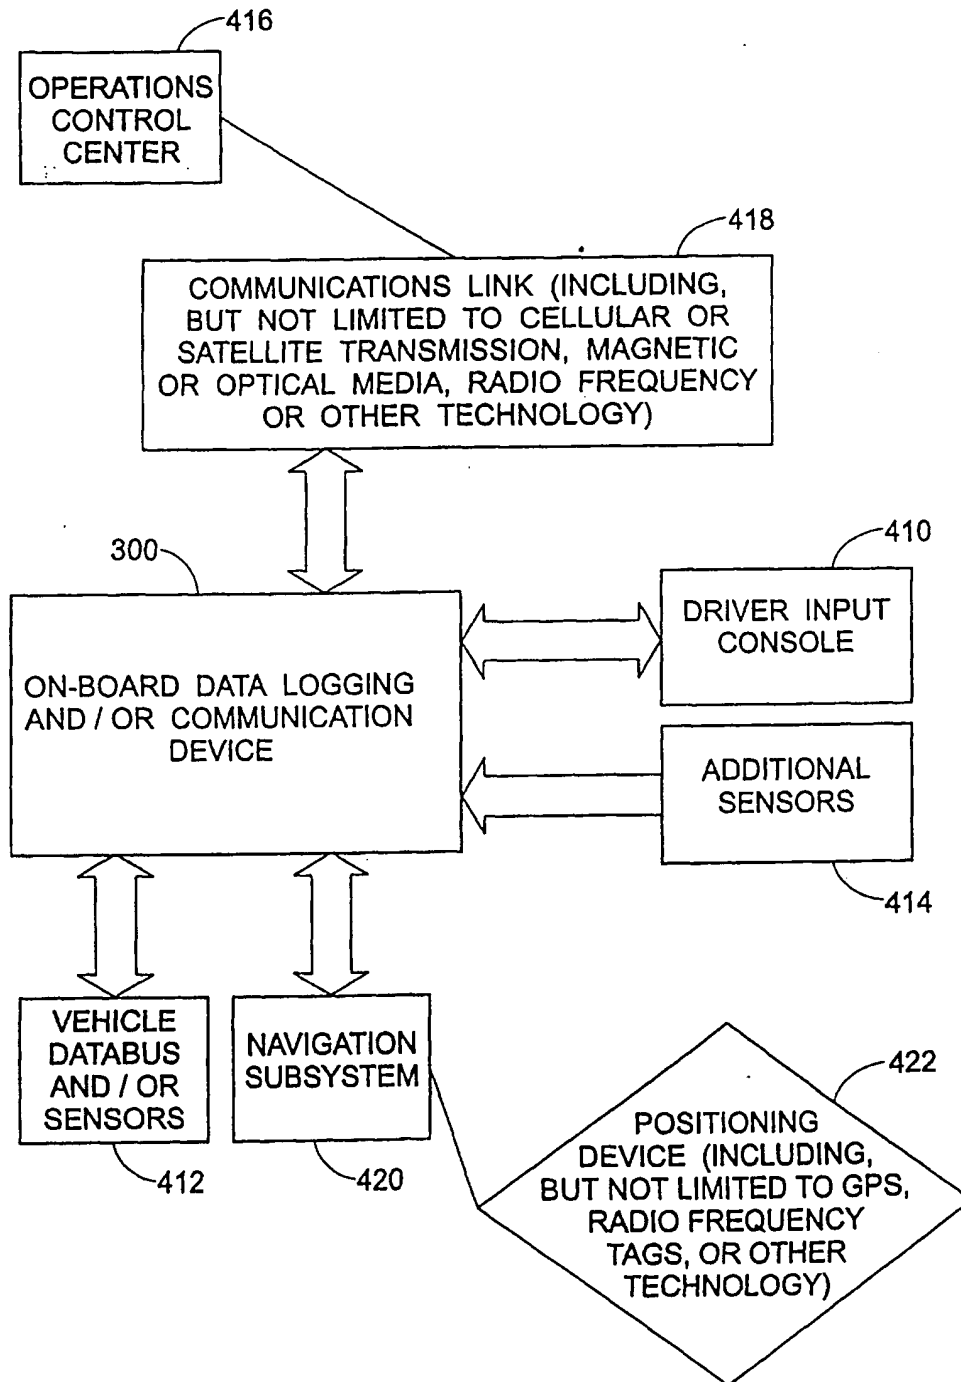 416
OPERATIONS
CONTROL
CENTER
418
COMMUNICATIONS LINK (INCLUDING,
BUT NOT LIMITED TO CELLULAR OR
SATELLITE TRANSMISSION, MAGNETIC
OR OPTICAL MEDIA, RADIO FREQUENCY
OR OTHER TECHNOLOGY)
300
ON-BOARD DATA LOGGING
AND / OR COMMUNICATION
DEVICE
410
DRIVER INPUT
CONSOLE
ADDITIONAL
SENSORS
414
VEHICLE
DATABUS
AND / OR
SENSORS
412
NAVIGATION
SUBSYSTEM
420
422
POSITIONING
DEVICE (INCLUDING,
BUT NOT LIMITED TO GPS,
RADIO FREQUENCY
TAGS, OR OTHER
TECHNOLOGY)